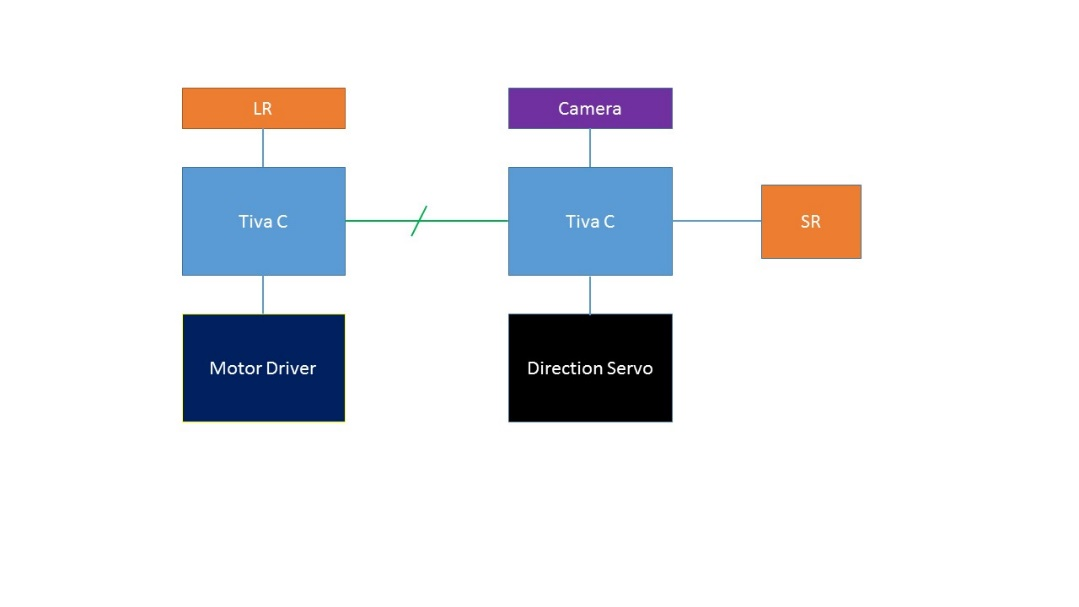 LR
Camera
Tiva C
Tiva C
SR
Motor Driver
Direction Servo